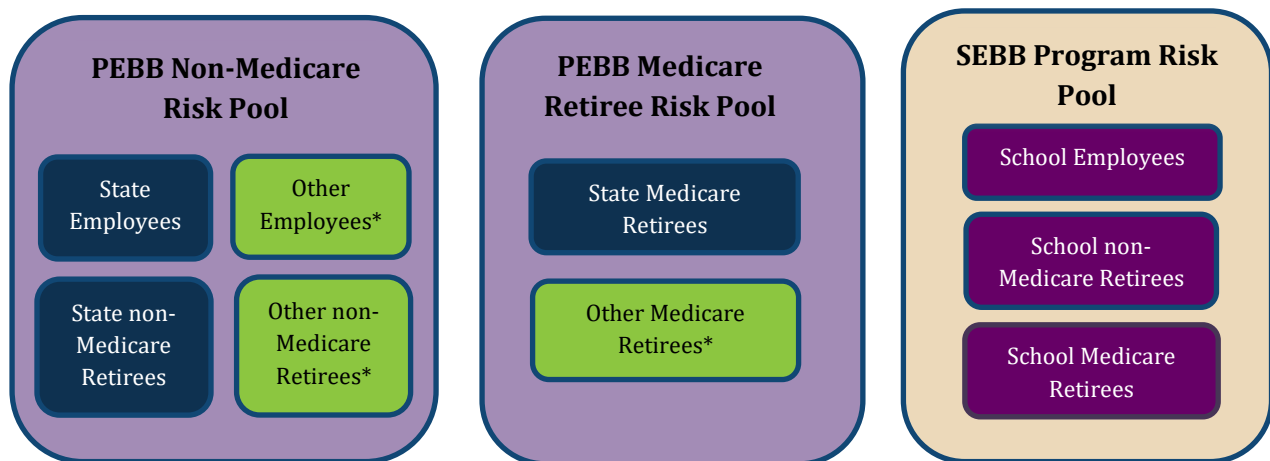 PEBB Non-Medicare
Risk Pool
State
Employees
Other
Employees*
State non-
Medicare
Retirees
Other non-
Medicare
Retirees*
PEBB Medicare
Retiree Risk Pool
State Medicare
Retirees
Other Medicare
Retirees*
SEBB Program Risk
Pool
School Employees
School non-
Medicare Retirees
School Medicare
Retirees